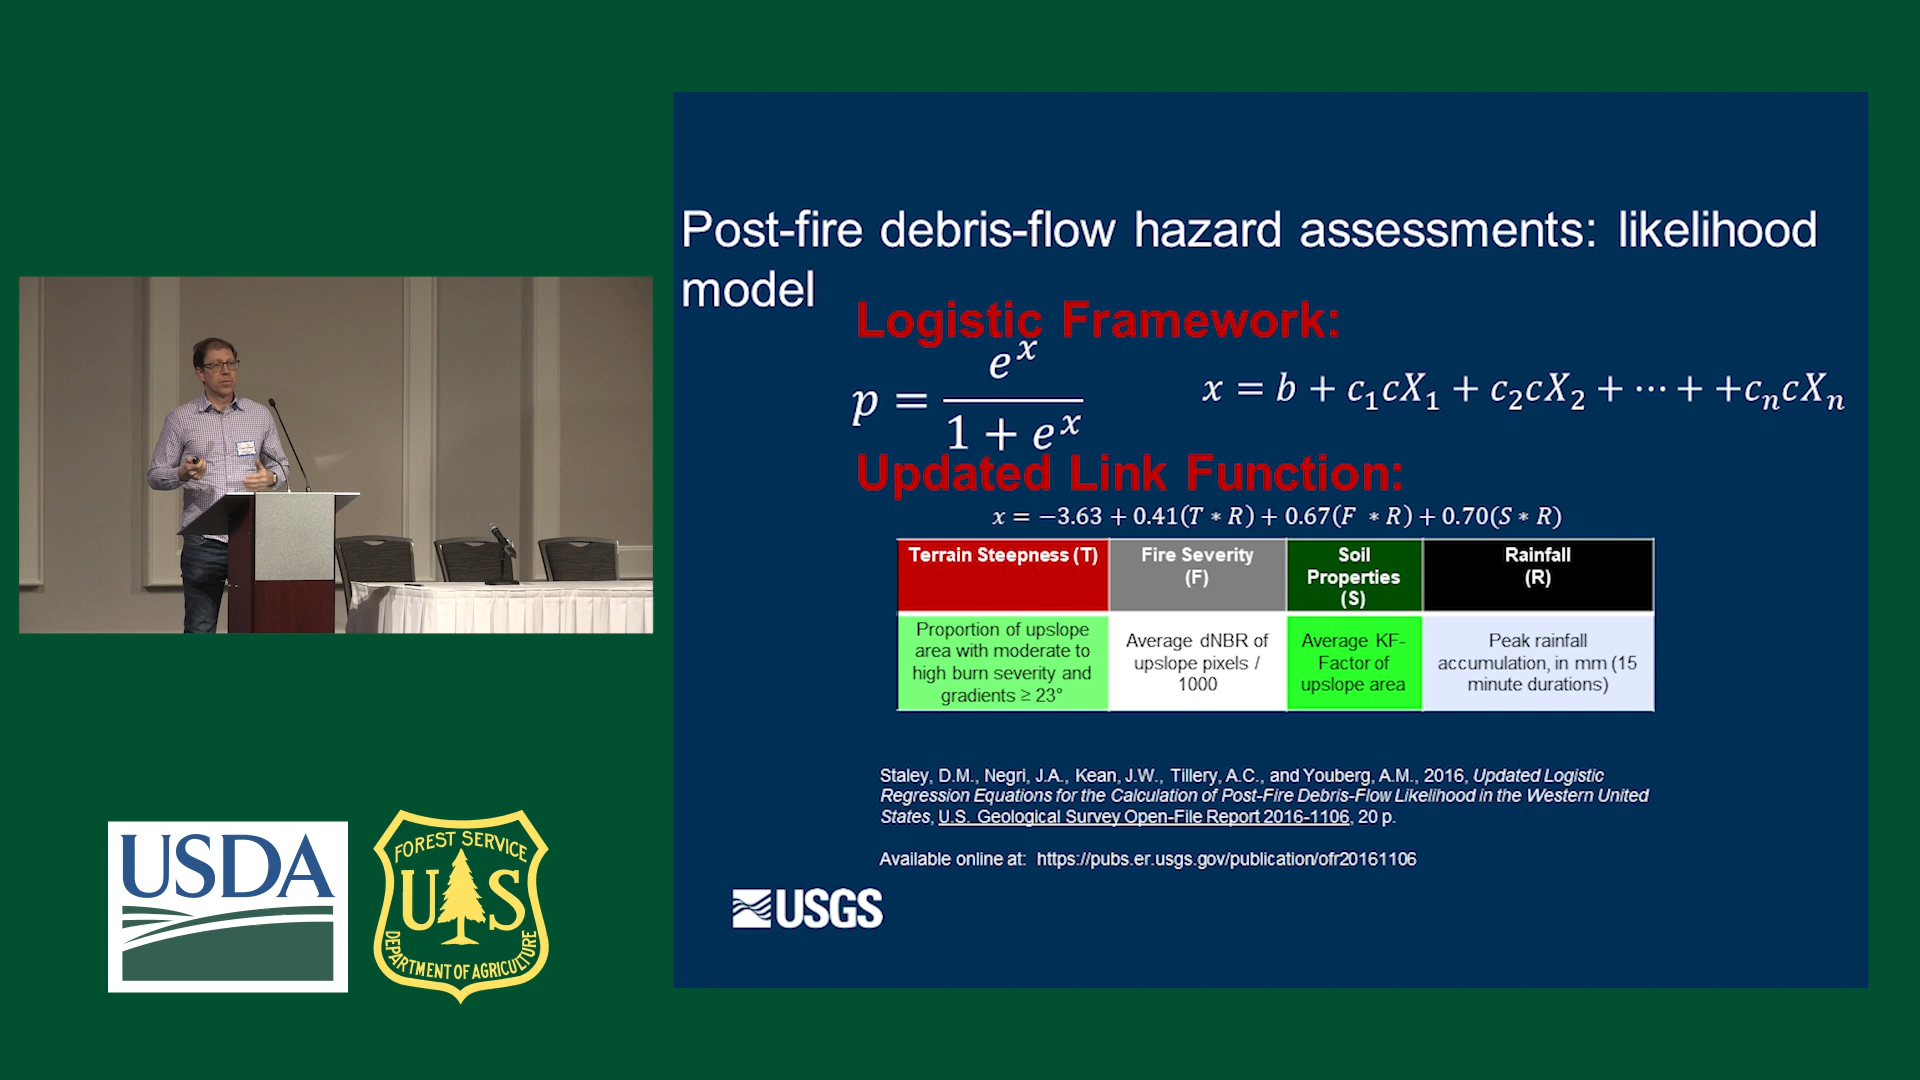 Post-fire debris-flow hazard assessments: likelihood
model
Logistic Framework:
p = e^x / (1 + e^x)
x = b + c₁cX₁ + c₂cX₂ + ⋯ + +cₙcXₙ
Updated Link Function:
x = −3.63 + 0.41(T ∗ R) + 0.67(F ∗ R) + 0.70(S ∗ R)
Terrain Steepness (T)
Fire Severity
(F)
Soil
Properties
(S)
Rainfall
(R)
Proportion of upslope
area with moderate to
high burn severity and
gradients ≥ 23°
Average dNBR of
upslope pixels /
1000
Average KF-
Factor of
upslope area
Peak rainfall
accumulation, in mm (15
minute durations)
Staley, D.M., Negri, J.A., Kean, J.W., Tillery, A.C., and Youberg, A.M., 2016, Updated Logistic
Regression Equations for the Calculation of Post-Fire Debris-Flow Likelihood in the Western United
States, U.S. Geological Survey Open-File Report 2016-1106, 20 p.
Available online at: https://pubs.er.usgs.gov/publication/ofr20161106
USGS
USDA
FOREST SERVICE
U S
DEPARTMENT OF AGRICULTURE